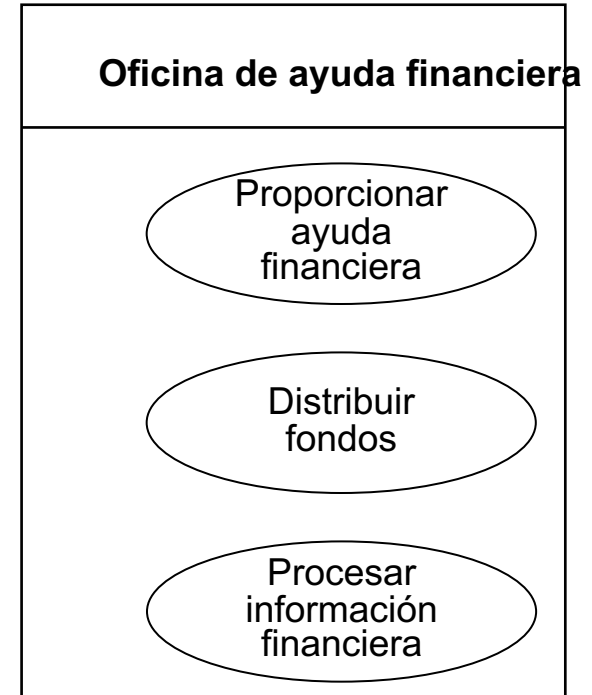 Oficina de ayuda financiera
Proporcionar
ayuda
financiera
Distribuir
fondos
Procesar
información
financiera